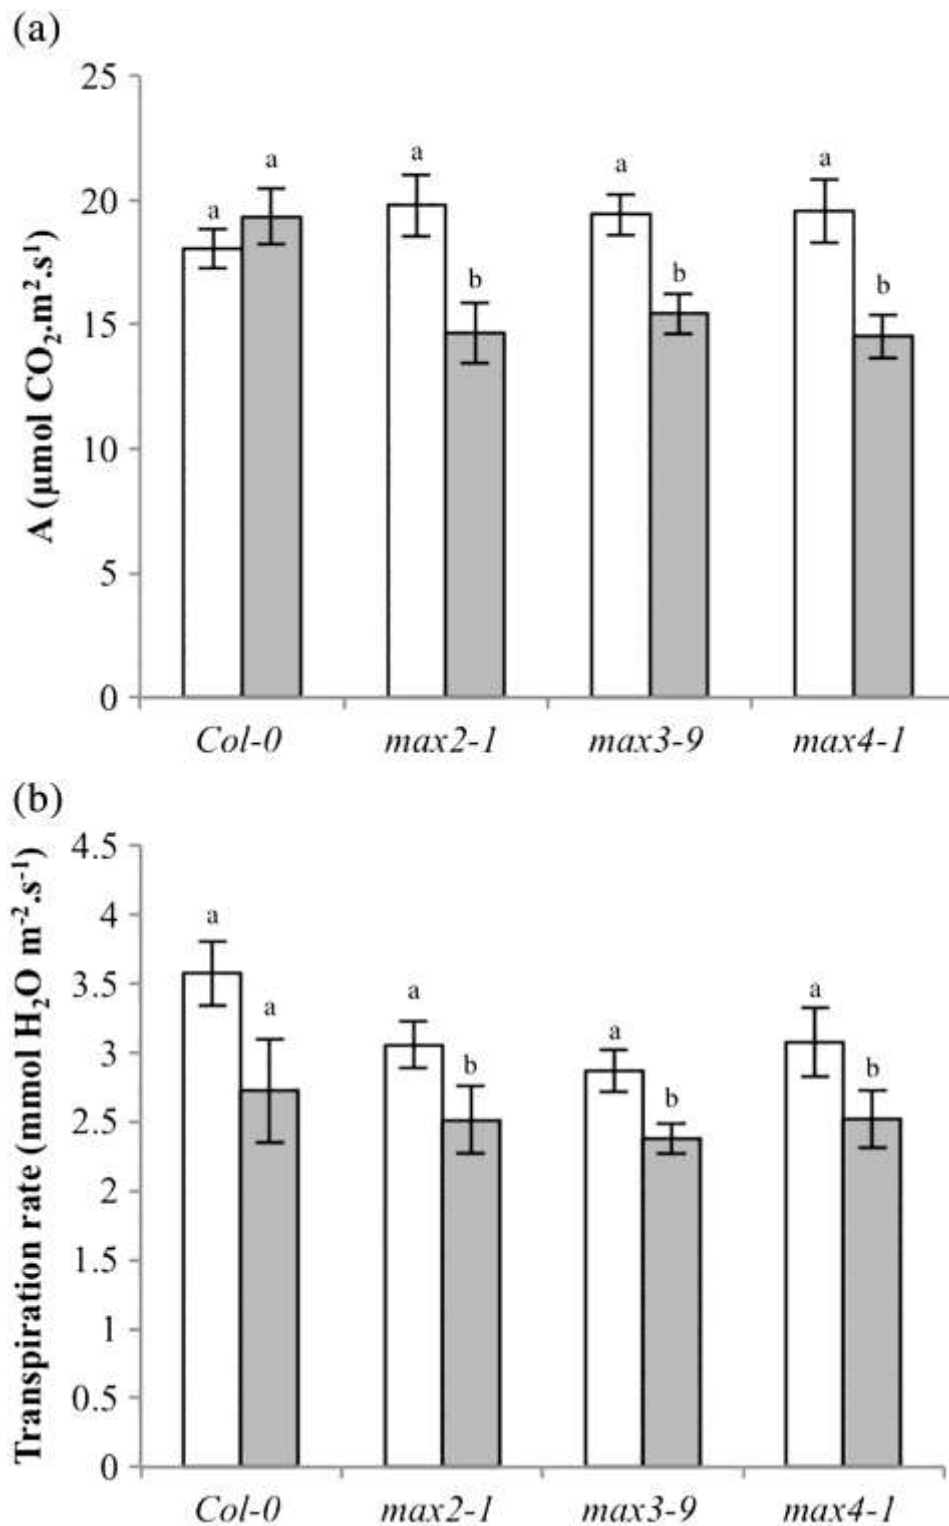 (a)
A (µmol CO₂.m².s¹)
25
20
15
10
5
0
a
a
a
b
a
b
a
b
Col-0
max2-1
max3-9
max4-1
(b)
Transpiration rate (mmol H₂O m⁻².s⁻¹)
4.5
4
3.5
3
2.5
2
1.5
1
0.5
0
a
a
a
b
a
b
a
b
Col-0
max2-1
max3-9
max4-1